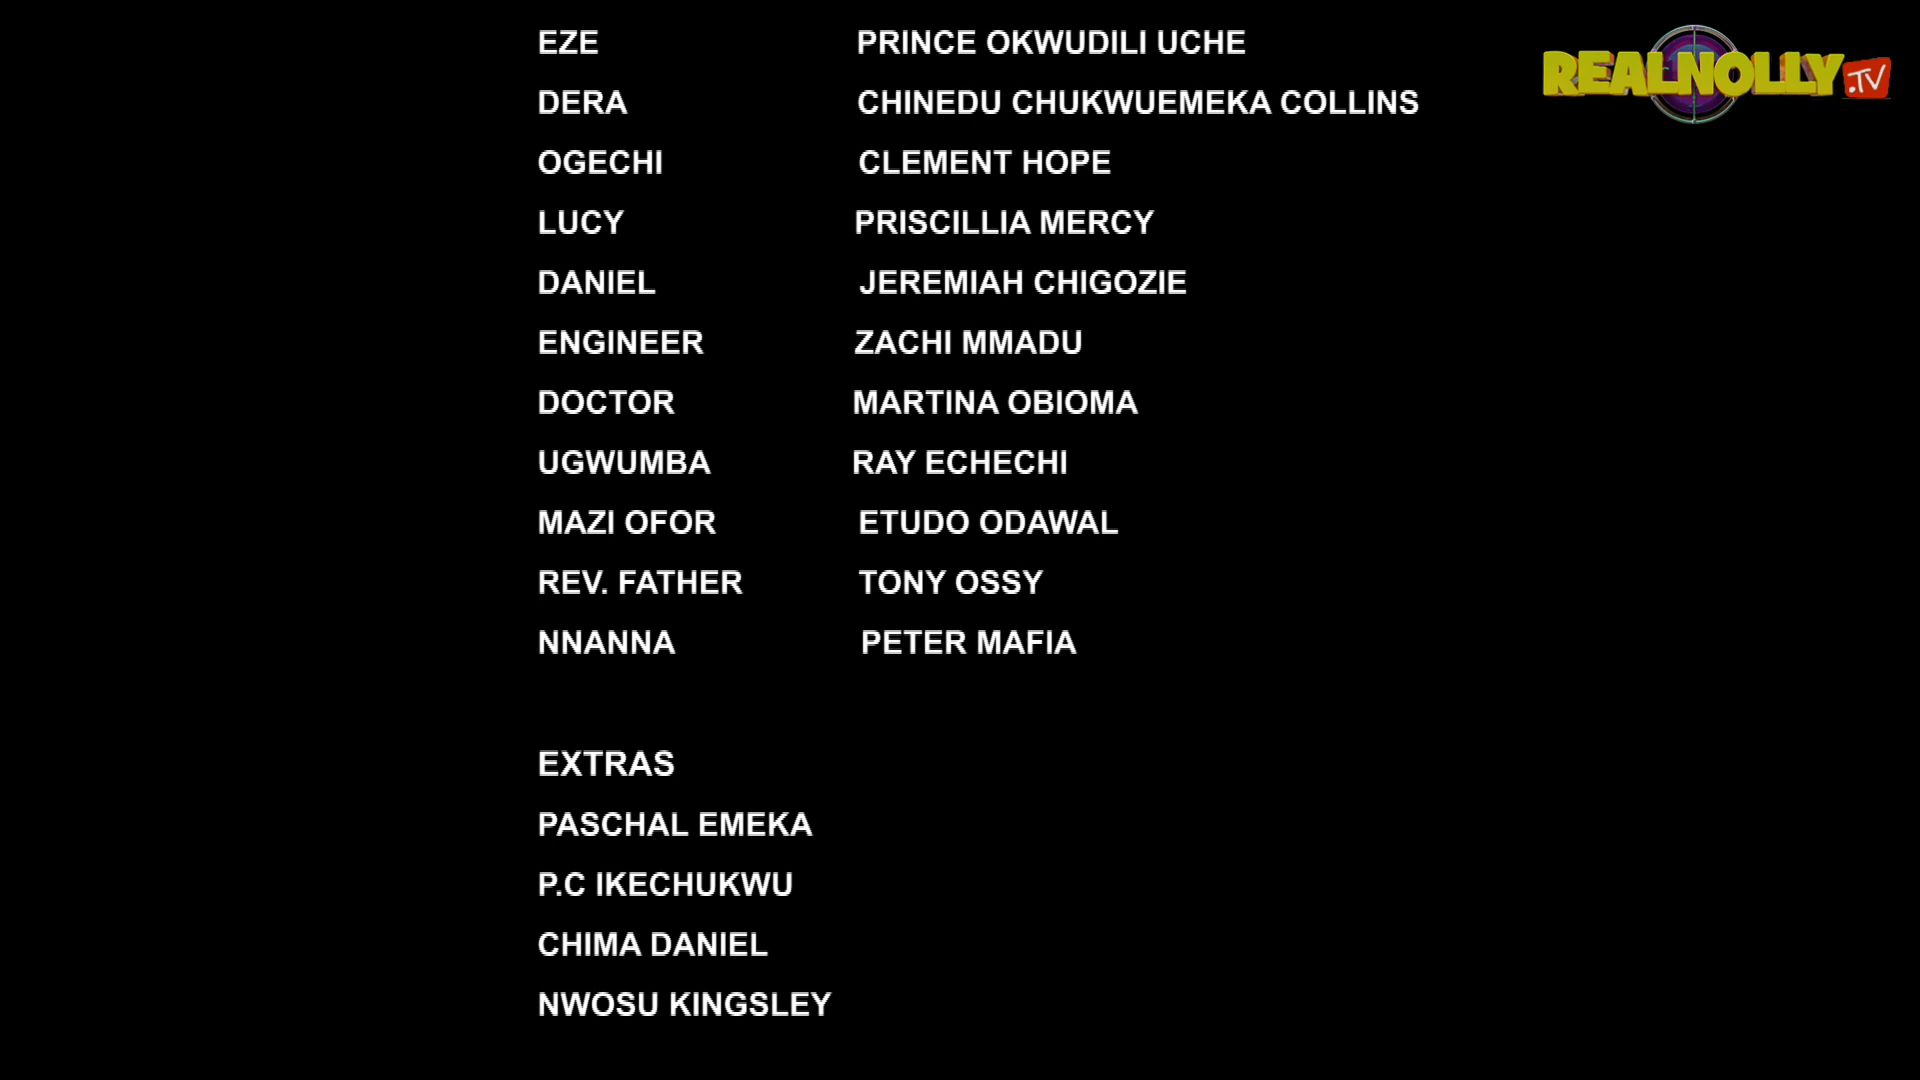 EZE PRINCE OKWUDILI UCHE
DERA CHINEDU CHUKWUEMEKA COLLINS
OGECHI CLEMENT HOPE
LUCY PRISCILLIA MERCY
DANIEL JEREMIAH CHIGOZIE
ENGINEER ZACHI MMADU
DOCTOR MARTINA OBIOMA
UGWUMBA RAY ECHECHI
MAZI OFOR ETUDO ODAWAL
REV. FATHER TONY OSSY
NNANNA PETER MAFIA
EXTRAS
PASCHAL EMEKA
P.C IKECHUKWU
CHIMA DANIEL
NWOSU KINGSLEY
REALNOLLY.TV